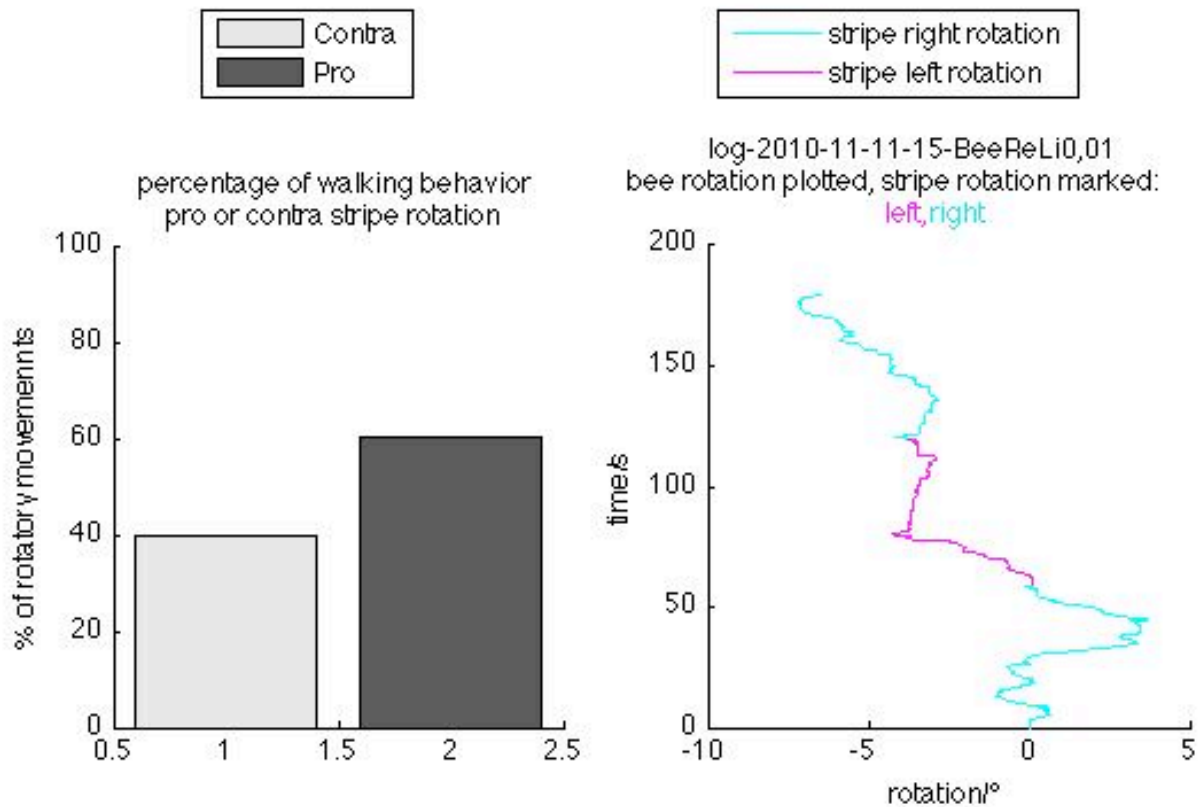 Contra
Pro
percentage of walking behavior
pro or contra stripe rotation
100
80
60
40
20
0
% of rotatory movemennts
0.5
1
1.5
2
2.5
stripe right rotation
stripe left rotation
log-2010-11-11-15-BeeReLi0,01
bee rotation plotted, stripe rotation marked:
left,right
200
150
100
50
0
time/s
-10
-5
0
5
rotation/°